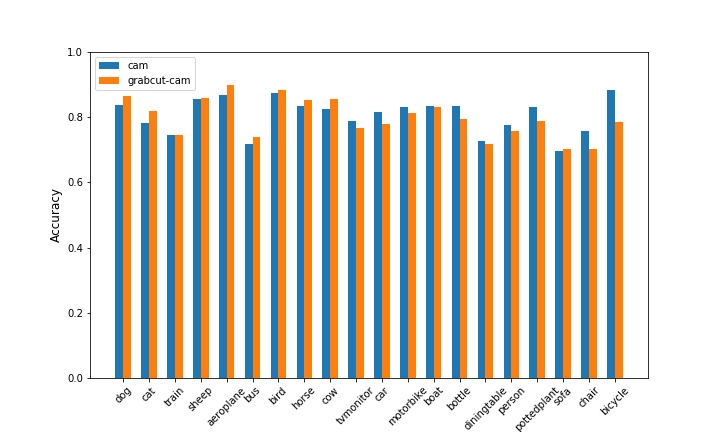 cam
grabcut-cam
1.0
0.8
0.6
0.4
0.2
0.0
Accuracy
dog
cat
train
sheep
aeroplane
bus
bird
horse
cow
tvmonitor
car
motorbike
boat
bottle
diningtable
person
pottedplant
sofa
chair
bicycle